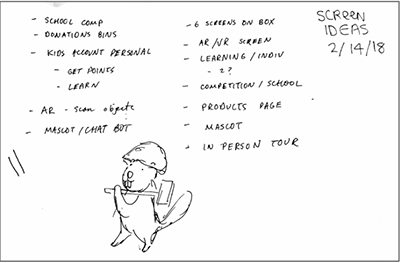 - SCHOOL COMP
- DONATIONS BINS
- KIDS ACCOUNT PERSONAL
- GET POINTS
- LEARN
- AR - Scan objects
- MASCOT / CHAT BOT
- 6 SCREENS ON BOX
- AR/VR SCREEN
- LEARNING / INDIV
- 2?
- COMPETITION / SCHOOL
- PRODUCTS PAGE
- MASCOT
- IN PERSON TOUR
SCREEN
IDEAS
2/14/18